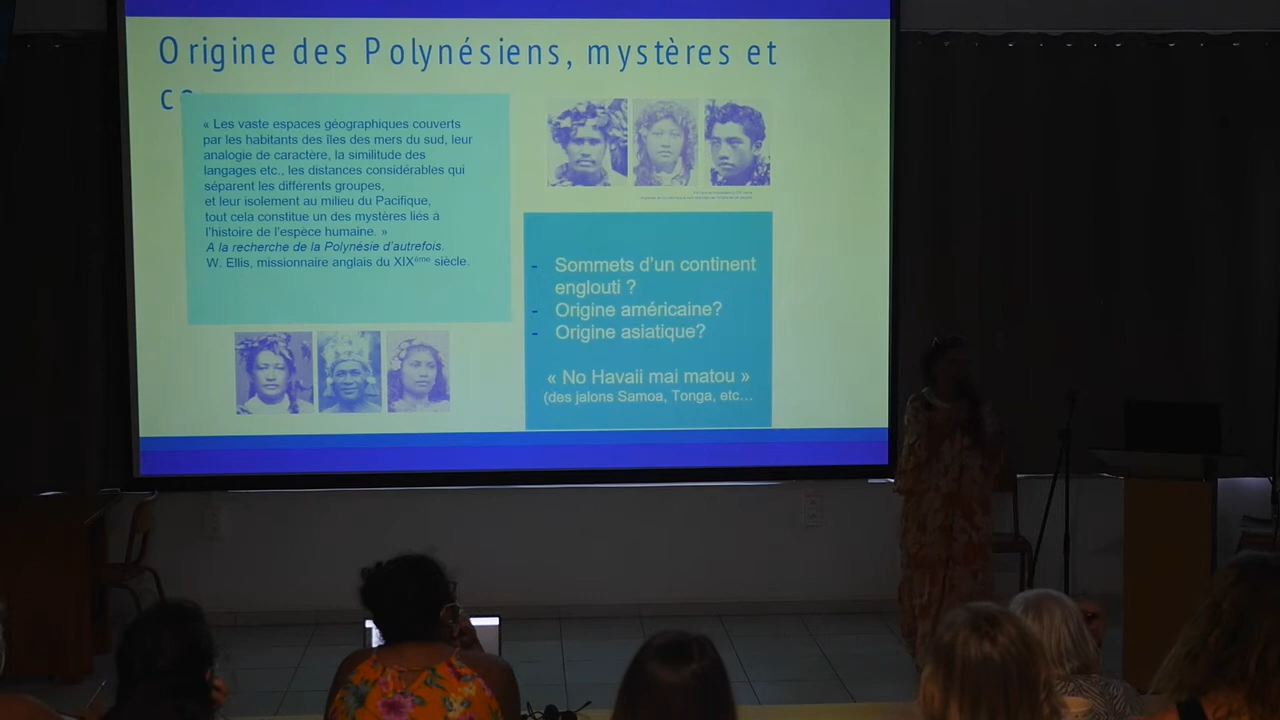 Origine des Polynésiens, mystères et
« Les vaste espaces géographiques couverts
par les habitants des îles des mers du sud, leur
analogie de caractère, la similitude des
langages etc., les distances considérables qui
séparent les différents groupes,
et leur isolement au milieu du Pacifique,
tout cela constitue un des mystères liés à
l'histoire de l'espèce humaine. »
A la recherche de la Polynésie d'autrefois.
W. Ellis, missionnaire anglais du XIXème siècle.
- Sommets d'un continent
englouti ?
- Origine américaine?
- Origine asiatique?
« No Havaii mai matou »
(des jalons Samoa, Tonga, etc...